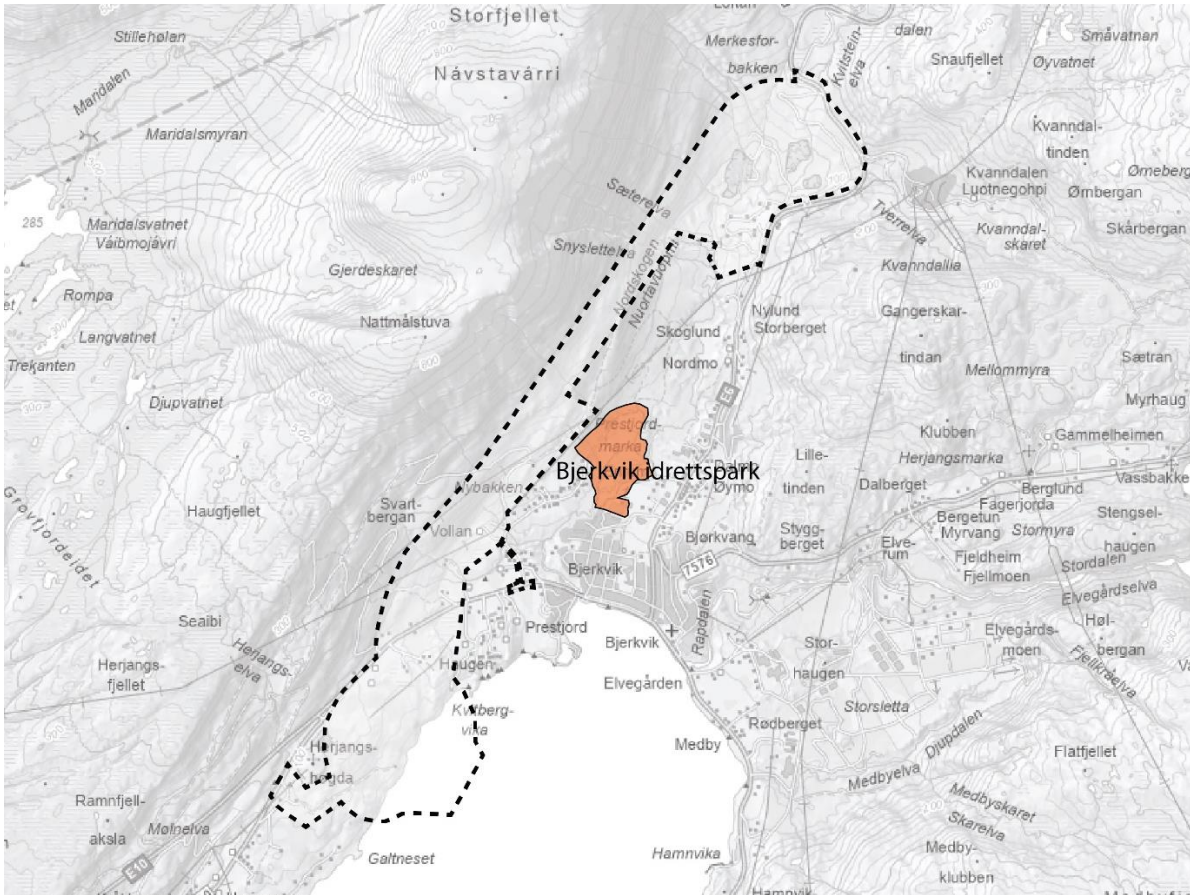 Storfjellet
Návstavárri
Stillehølan
Maridalen
Maridalsmyran
Merkesfor-
bakken
Kvitstein-
elva
dalen
Snaufjellet
Småvatnan
Øyvatnet
Kvanndal-
tinden
Kvanndalen
Luotnegohpi
Ørneberg
Ørnbergan
Kvanndal-
skaret
Skårbergan
Tverrelva
Kvanndallia
285
Maridalsvatnet
Váibmojávri
Sæterelva
Snyslettelva
Gjerdeskaret
Nordskogen
Nuortavuopmi
Rompa
Langvatnet
Trekanten
Nattmålstuva
Nylund
Storberget
Skoglund
Nordmo
Gangerskar-
tindan
Sætran
Mellommyra
Myrhaug
Djupvatnet
E6
Prestjord-
marka
Bjerkvik idrettspark
Øymo
Klubben
Gammelheimen
Herjangsmarka
Lille-
tinden
Dalberget
Berglund
Vassbakke
Fagerjorda
Nybakken
Svart-
bergan
Haugfjellet
Vollan
Grovfjordeidet
Bergetun
Myrvang
Stormyra
Stengsel-
haugen
Bjørkvang
Stygg-
berget
Elve-
rum
Fjeldheim
Fjellmoen
Stordalen
7576
Bjerkvik
Elvegårdselva
Seaibi
Prestjord
Bjerkvik
Rapdalen
Stor-
haugen
Elvegårds-
moen
Høl-
bergan
Herjangs-
fjellet
Herjangs-
elva
Haugen
Elvegården
Fjellkråelva
Storsletta
Kvitberg-
vika
Rødberget
Medby
Djupdalen
Flatfjellet
Herjangs-
høgda
Medbyelva
Ramnfjell-
aksla
Mølnelva
Medbyskaret
Skarelva
E10
Galtneset
Hamnvika
Medby-
klubben
Hamnvik